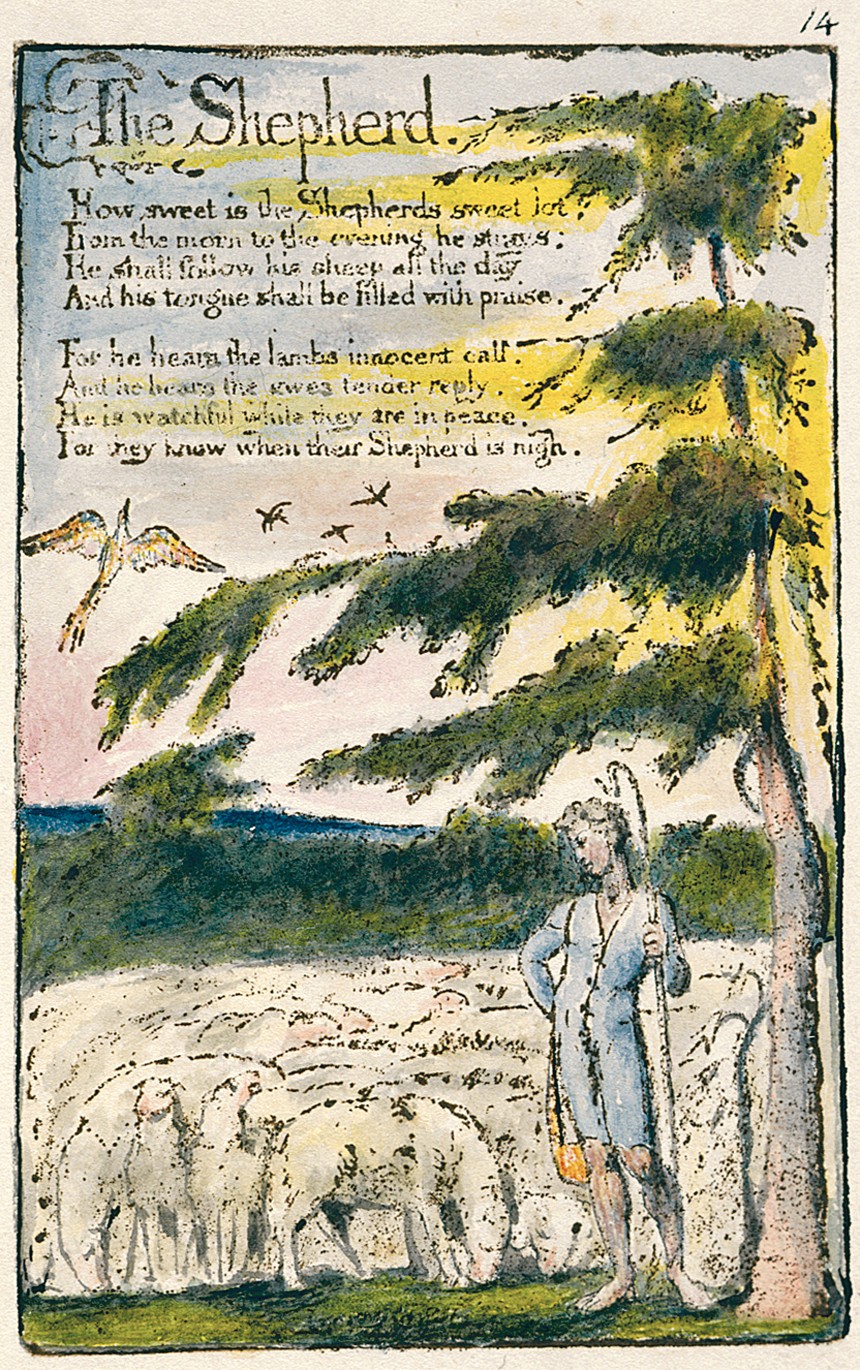 14
The Shepherd.
How sweet is the Shepherds sweet lot,
From the morn to the evening he strays:
He shall follow his sheep all the day
And his tongue shall be filled with praise.
For he hears the lambs innocent call.
And he hears the ewes tender reply.
He is watchful while they are in peace.
For they know when their Shepherd is nigh.